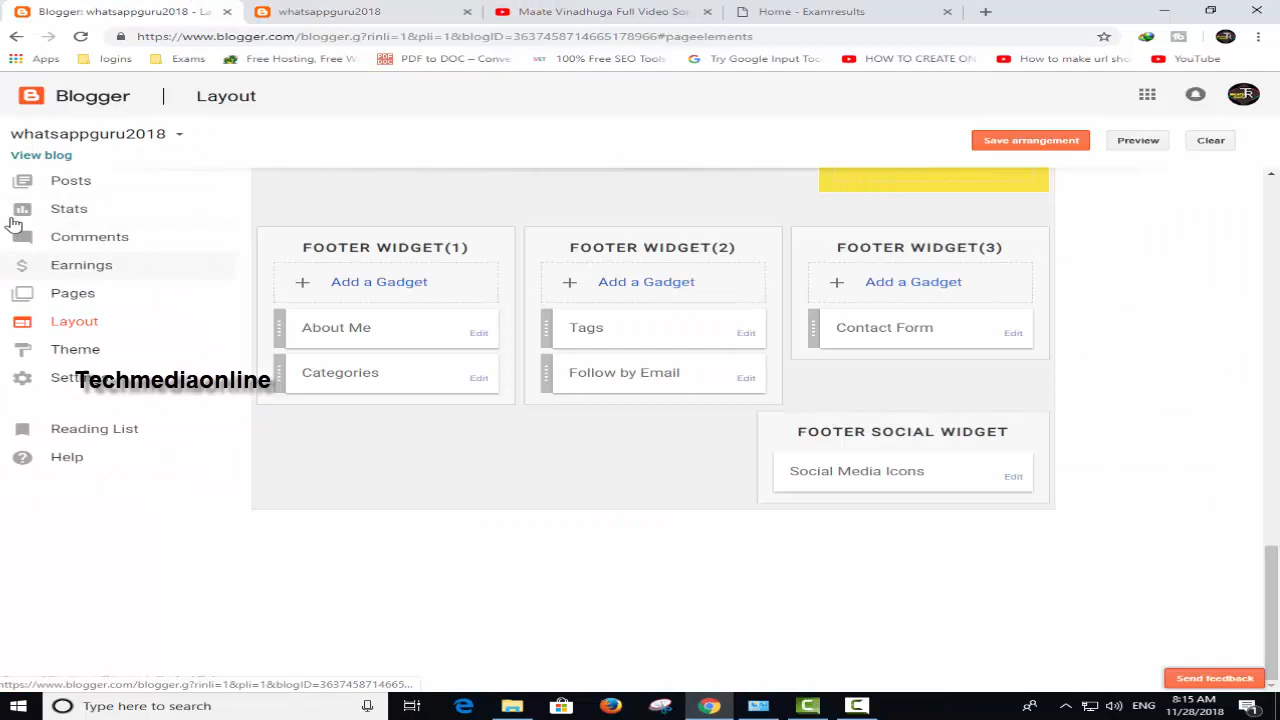 Blogger: whatsappguru2018 - La
whatsappguru2018
Maate Vinadhuga Full Video Son
Home - Examresults
https://www.blogger.com/blogger.g?rinli=1&pli=1&blogID=3637458714665178966#pageelements
Apps
logins
Exams
Free Hosting, Free W
PDF to DOC – Conve
100% Free SEO Tools
Try Google Input Too
HOW TO CREATE ON
How to make url sho
YouTube
Blogger
Layout
whatsappguru2018
View blog
Save arrangement
Preview
Clear
Posts
Stats
Comments
Earnings
Pages
Layout
Theme
Reading List
Help
Techmediaonline
FOOTER WIDGET(1)
Add a Gadget
About Me
Edit
Categories
Edit
FOOTER WIDGET(2)
Add a Gadget
Tags
Edit
Follow by Email
Edit
FOOTER WIDGET(3)
Add a Gadget
Contact Form
Edit
FOOTER SOCIAL WIDGET
Social Media Icons
Edit
https://www.blogger.com/blogger.g?rinli=1&pli=1&blogID=36374587146​65...
Send feedback
Type here to search
ENG
8:15 AM
11/28/2018